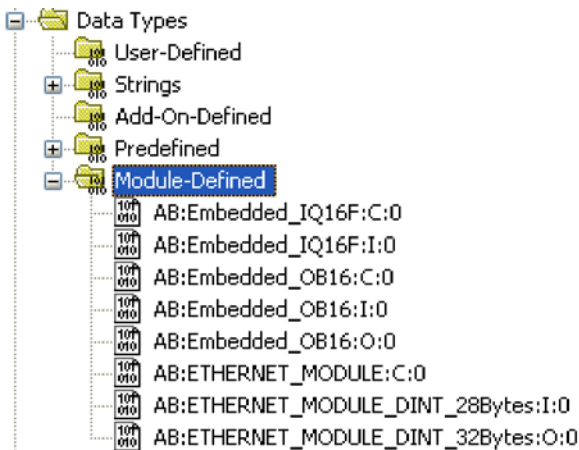 Data Types
User-Defined
Strings
Add-On-Defined
Predefined
Module-Defined
AB:Embedded_IQ16F:C:0
AB:Embedded_IQ16F:I:0
AB:Embedded_OB16:C:0
AB:Embedded_OB16:I:0
AB:Embedded_OB16:O:0
AB:ETHERNET_MODULE:C:0
AB:ETHERNET_MODULE_DINT_28Bytes:I:0
AB:ETHERNET_MODULE_DINT_32Bytes:O:0